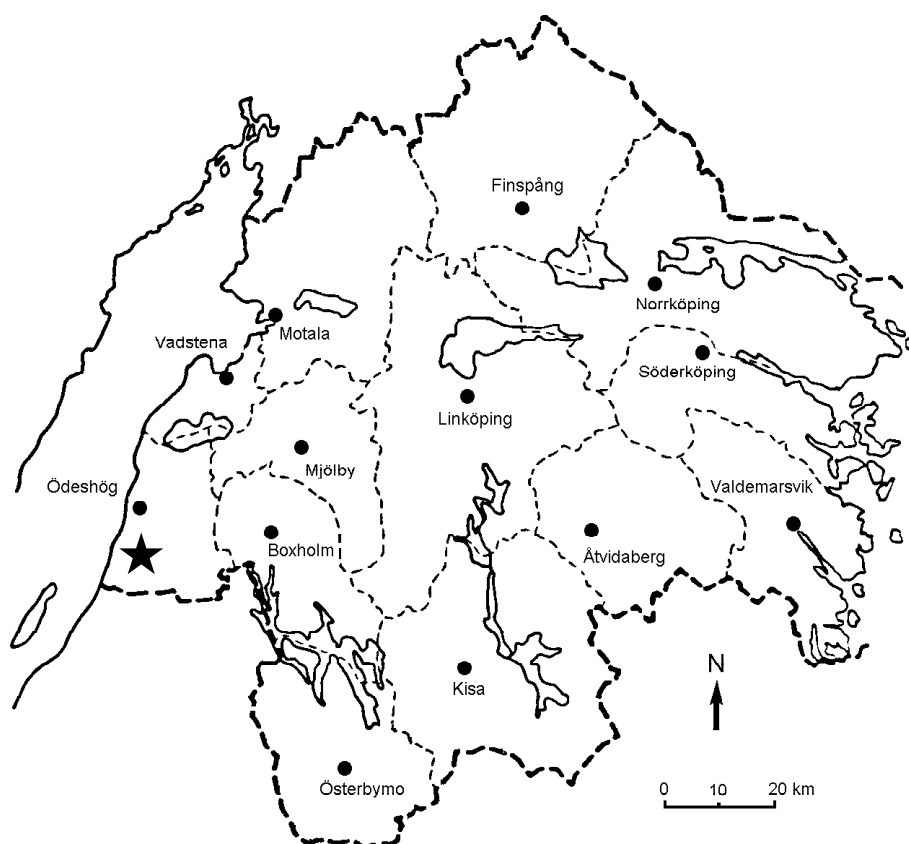 Finspång
Norrköping
Motala
Vadstena
Söderköping
Linköping
Mjölby
Ödeshög
Valdemarsvik
Boxholm
Åtvidaberg
N
Kisa
Österbymo
0 10 20 km